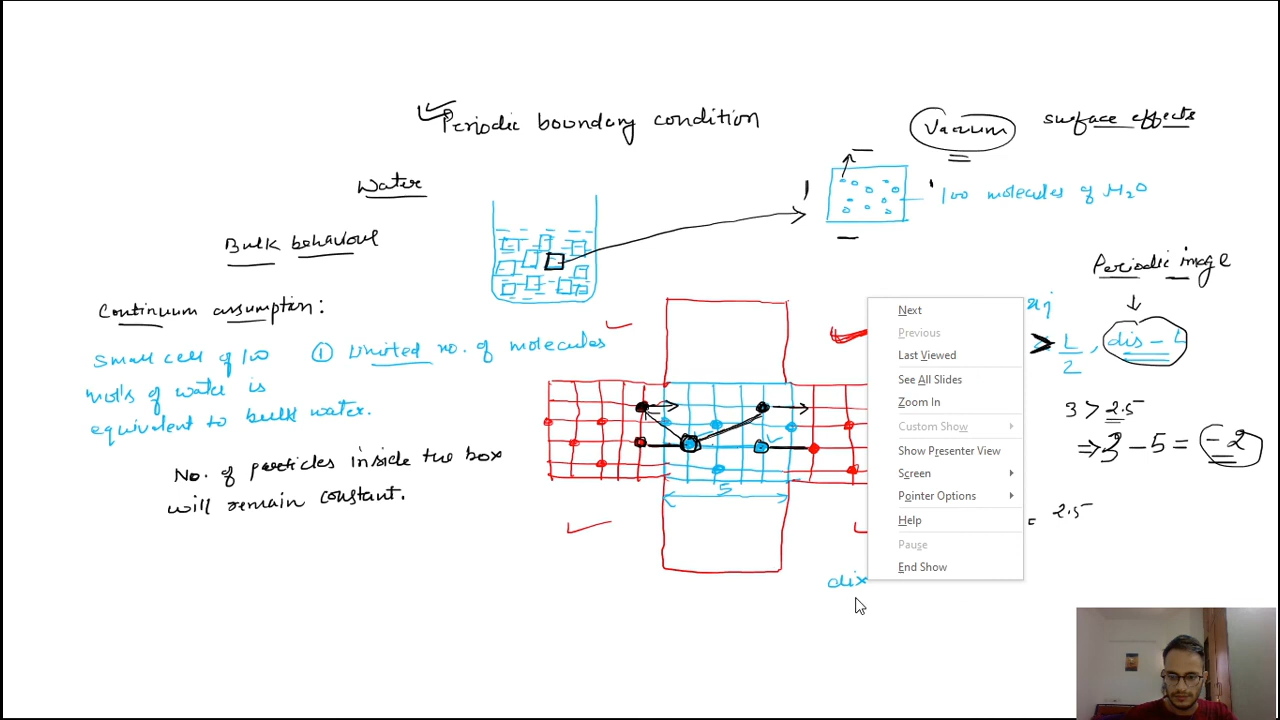 Periodic boundary condition
Vacuum
surface effects
Water
100 molecules of H2O
Bulk behaviour
Periodic image
Continuum assumption:
Small cell of 100
mol's of water is
equivalent to bulk water.
① Limited no. of molecules
No. of particles inside the box
will remain constant.
5
xj
> L/2, dis - L
3 > 2.5
⇒ 3 - 5 = -2
= 2.5
dix
Next
Previous
Last Viewed
See All Slides
Zoom In
Custom Show
Show Presenter View
Screen
Pointer Options
Help
Pause
End Show